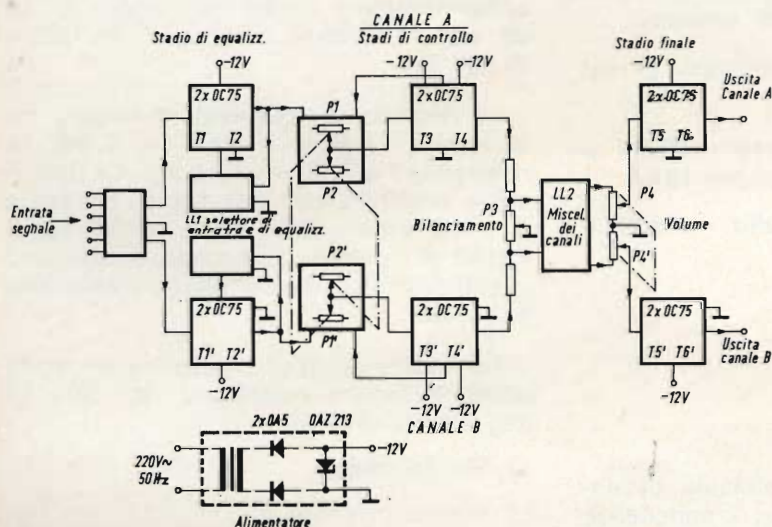 CANALE A
Stadio di equalizz.
Stadi di controllo
Stadio finale
-12V
-12V
-12V
-12V
Uscita
Canale A
2x OC75
T1 T2
P1
P2
2x OC75
T3 T4
2x OC75
T5 T6
Entrata
segnale
LL1 selettore di
entratra e di equalizz.
P3
Bilanciamento
LL2
Miscel.
dei
canali
P4
Volume
P4'
P2'
P1'
2x OC75
T1' T2'
2x OC75
T3' T4'
2x OC75
T5' T6'
Uscita
canale B
-12V
-12V
-12V
-12V
CANALE B
2xOA5
OAZ 213
220V~
50Hz
-12V
Alimentatore